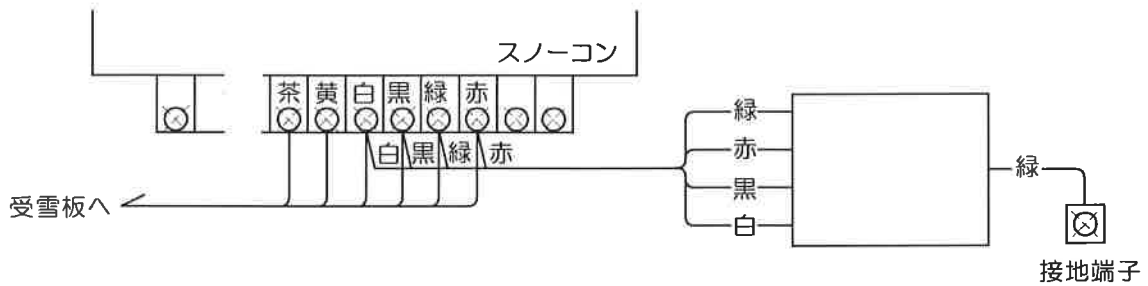 スノーコン
茶 黄 白 黒 緑 赤
白 黒 緑 赤
受雪板へ
緑
赤
黒
白
緑
接地端子